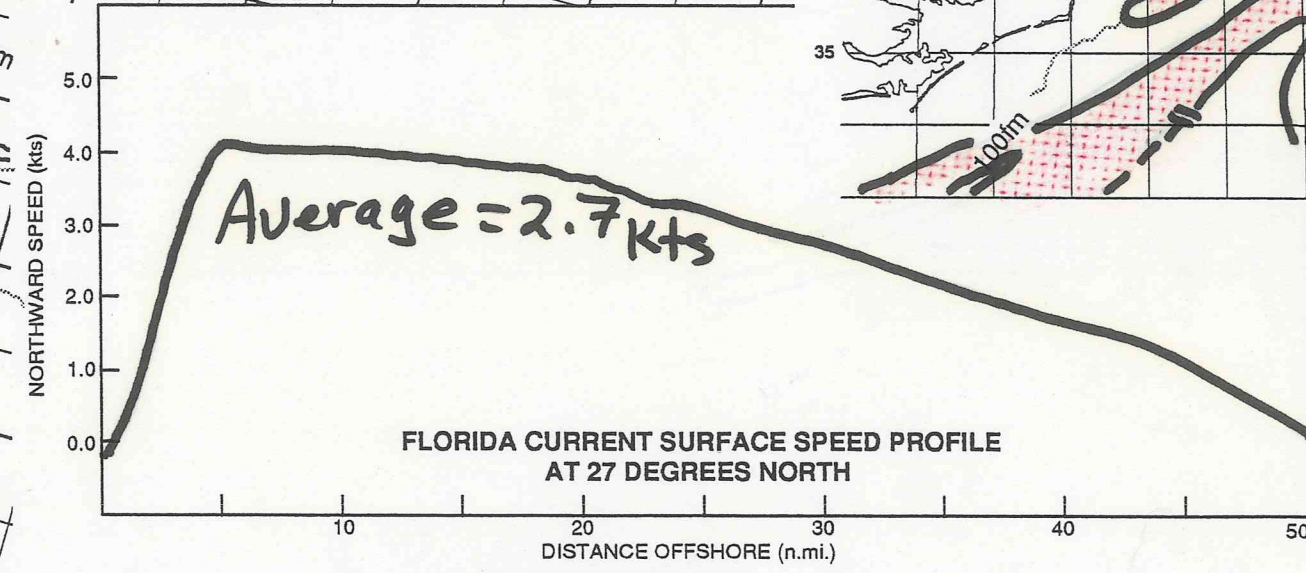 35
100fm
5.0
4.0
3.0
2.0
1.0
0.0
NORTHWARD SPEED (kts)
Average = 2.7 kts
FLORIDA CURRENT SURFACE SPEED PROFILE
AT 27 DEGREES NORTH
10 20 30 40 50
DISTANCE OFFSHORE (n.mi.)